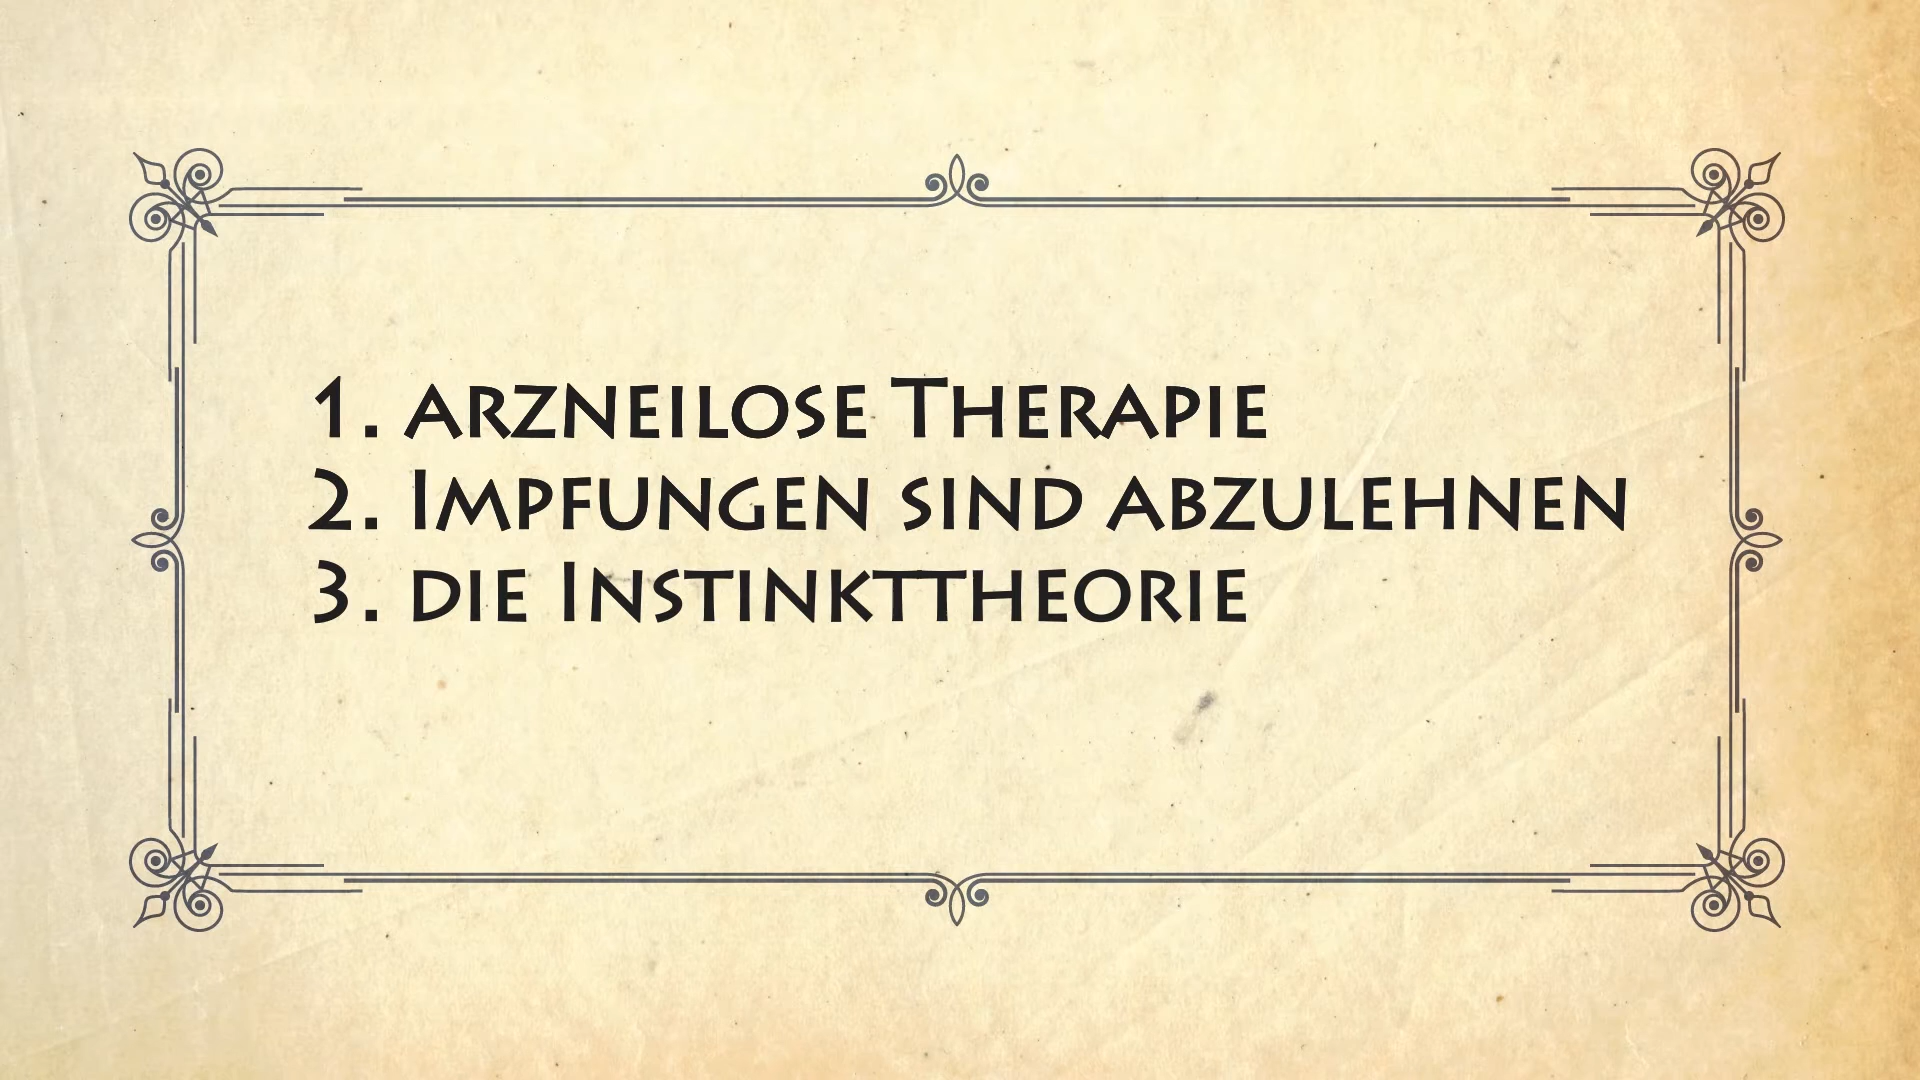 1. arzneilose Therapie
2. Impfungen sind abzulehnen
3. die Instinkttheorie